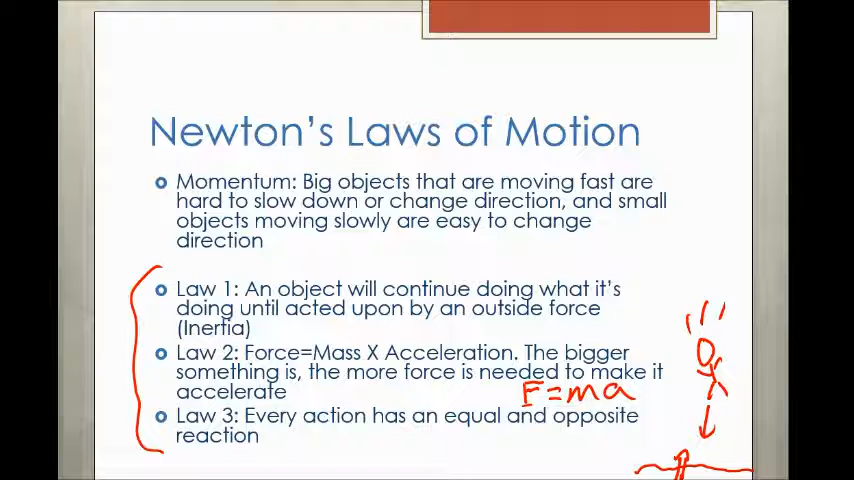 Newton's Laws of Motion
Momentum: Big objects that are moving fast are
hard to slow down or change direction, and small
objects moving slowly are easy to change
direction
Law 1: An object will continue doing what it's
doing until acted upon by an outside force
(Inertia)
Law 2: Force=Mass X Acceleration. The bigger
something is, the more force is needed to make it
accelerate
F=ma
Law 3: Every action has an equal and opposite
reaction